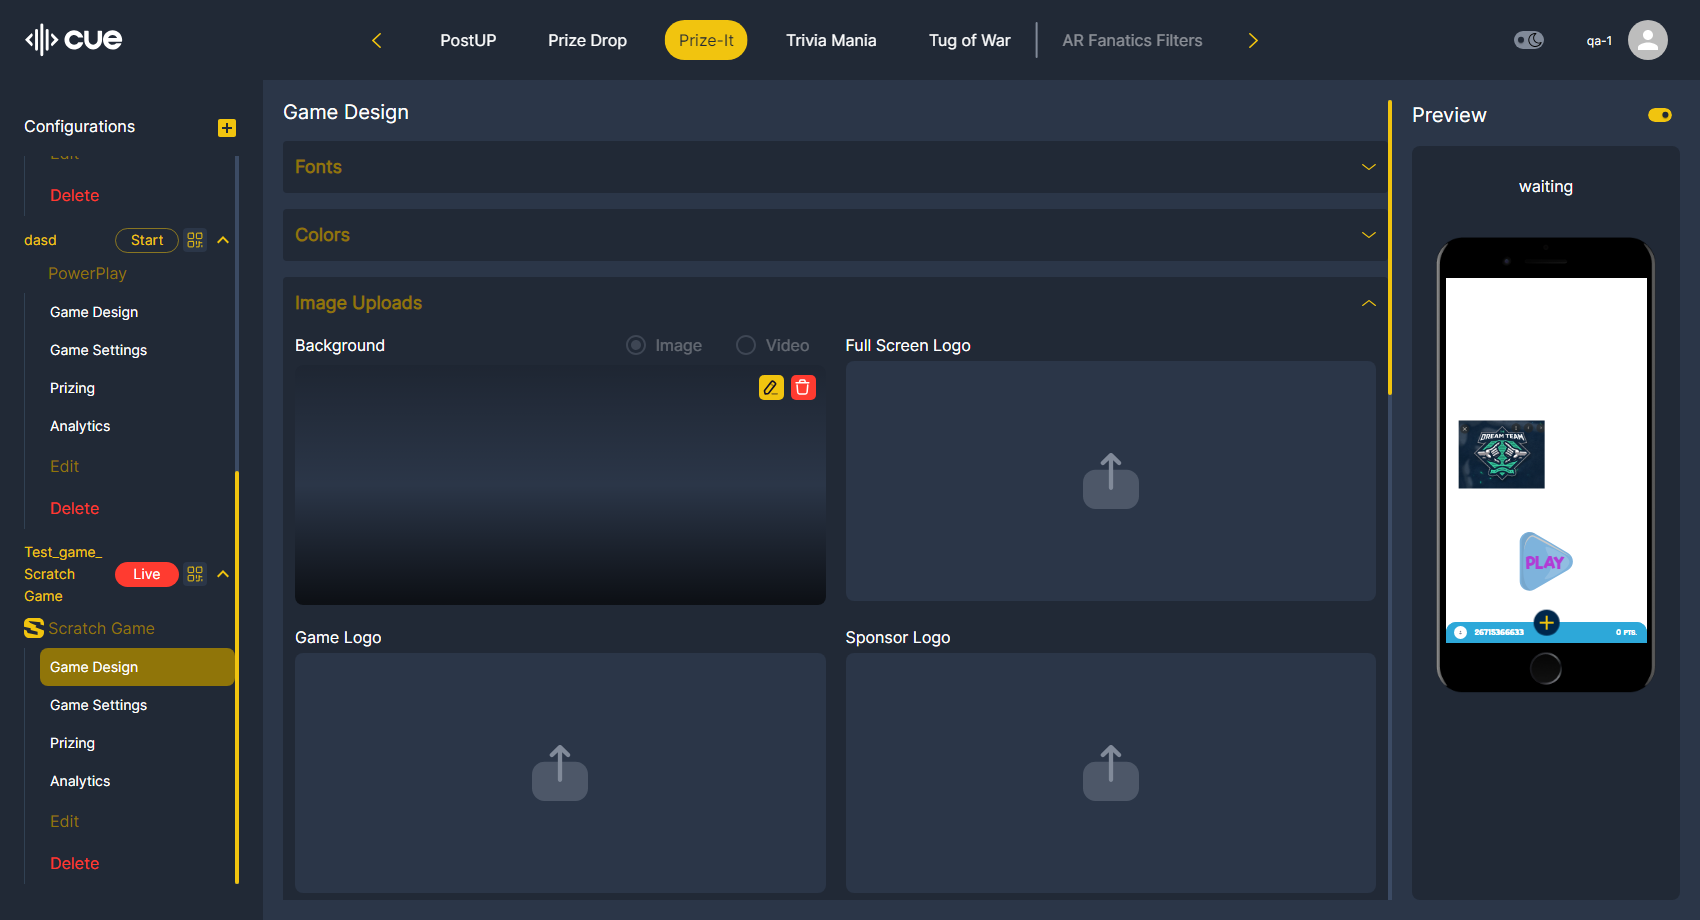 cue
PostUP
Prize Drop
Prize-It
Trivia Mania
Tug of War
AR Fanatics Filters
qa-1
Configurations
Edit
Delete
dasd
Start
PowerPlay
Game Design
Game Settings
Prizing
Analytics
Edit
Delete
Test_game_
Scratch
Game
Live
Scratch Game
Game Design
Game Settings
Prizing
Analytics
Edit
Delete
Game Design
Fonts
Colors
Image Uploads
Background
Image
Video
Full Screen Logo
Game Logo
Sponsor Logo
Preview
waiting
DREAM TEAM
PLAY
26715366633
0 PTS.